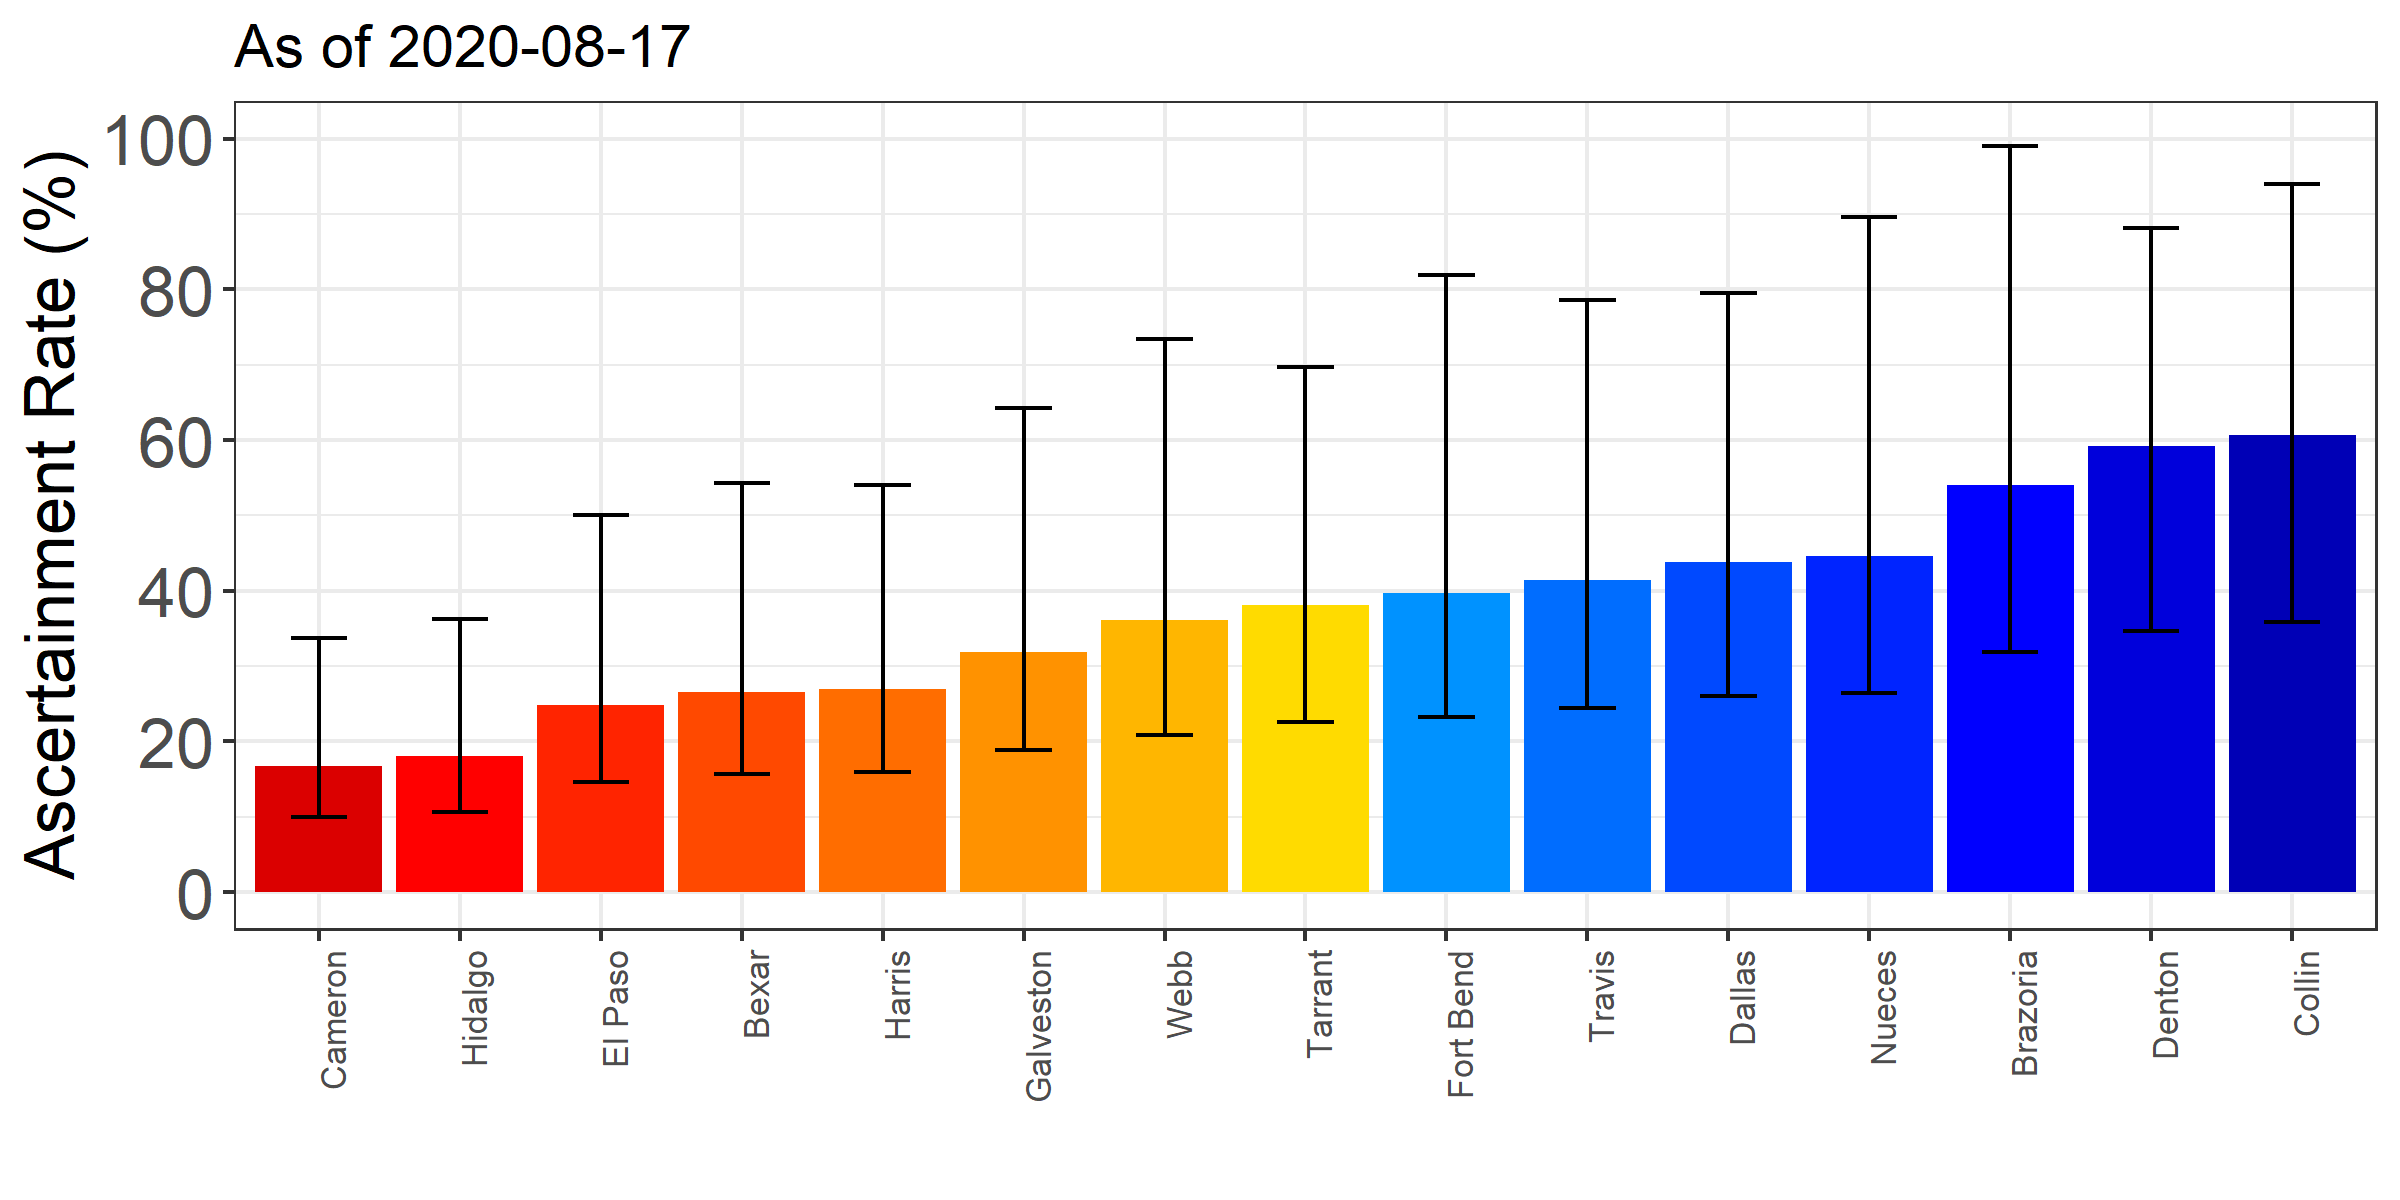 As of 2020-08-17
Ascertainment Rate (%)
100
80
60
40
20
0
Cameron
Hidalgo
El Paso
Bexar
Harris
Galveston
Webb
Tarrant
Fort Bend
Travis
Dallas
Nueces
Brazoria
Denton
Collin